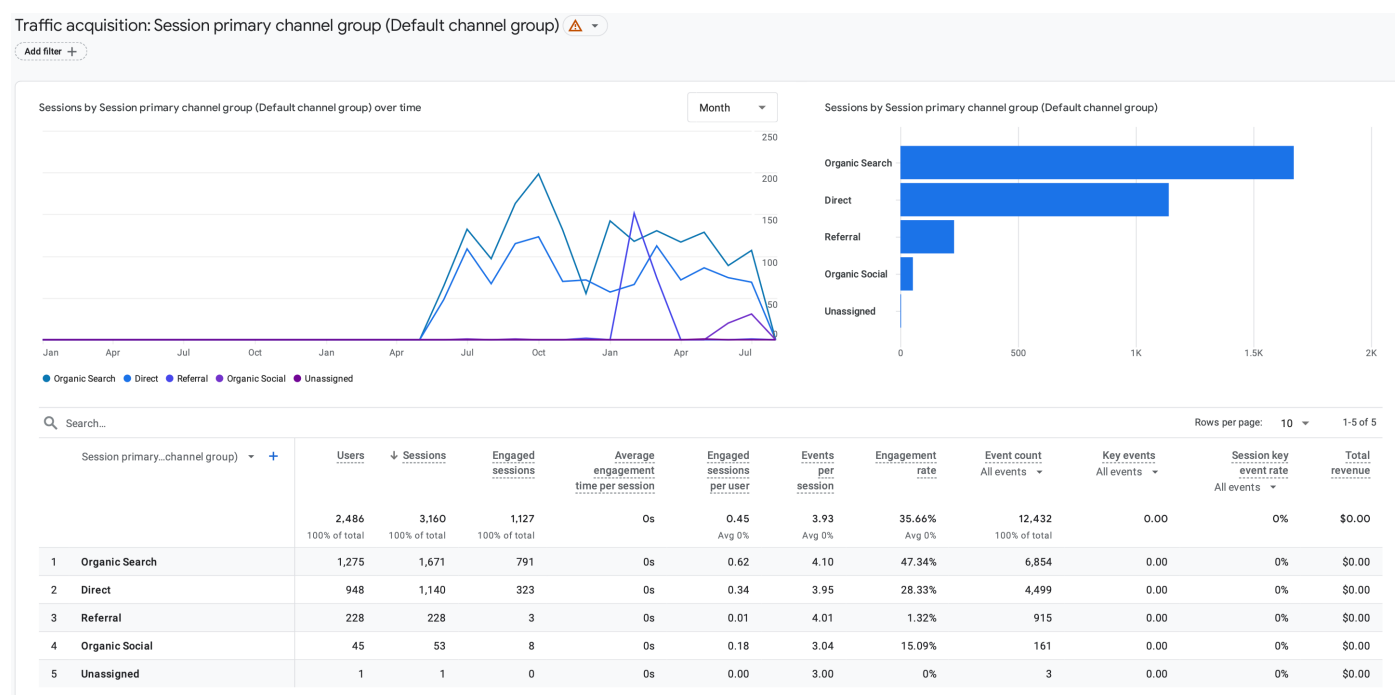 Traffic acquisition: Session primary channel group (Default channel group)
Add filter +
Sessions by Session primary channel group (Default channel group) over time
Month
250
200
150
100
50
0
Jan Apr Jul Oct Jan Apr Jul Oct Jan Apr Jul
Organic Search Direct Referral Organic Social Unassigned
Sessions by Session primary channel group (Default channel group)
Organic Search
Direct
Referral
Organic Social
Unassigned
0 500 1K 1.5K 2K
Search...
Rows per page: 10 1-5 of 5
Session primary...channel group) +
Users
Sessions
Engaged
sessions
Average
engagement
time per session
Engaged
sessions
per user
Events
per
session
Engagement
rate
Event count
All events
Key events
All events
Session key
event rate
All events
Total
revenue
2,486 3,160 1,127 0s 0.45 3.93 35.66% 12,432 0.00 0% $0.00
100% of total 100% of total 100% of total Avg 0% Avg 0% Avg 0% 100% of total
1 Organic Search 1,275 1,671 791 0s 0.62 4.10 47.34% 6,854 0.00 0% $0.00
2 Direct 948 1,140 323 0s 0.34 3.95 28.33% 4,499 0.00 0% $0.00
3 Referral 228 228 3 0s 0.01 4.01 1.32% 915 0.00 0% $0.00
4 Organic Social 45 53 8 0s 0.18 3.04 15.09% 161 0.00 0% $0.00
5 Unassigned 1 1 0 0s 0.00 3.00 0% 3 0.00 0% $0.00